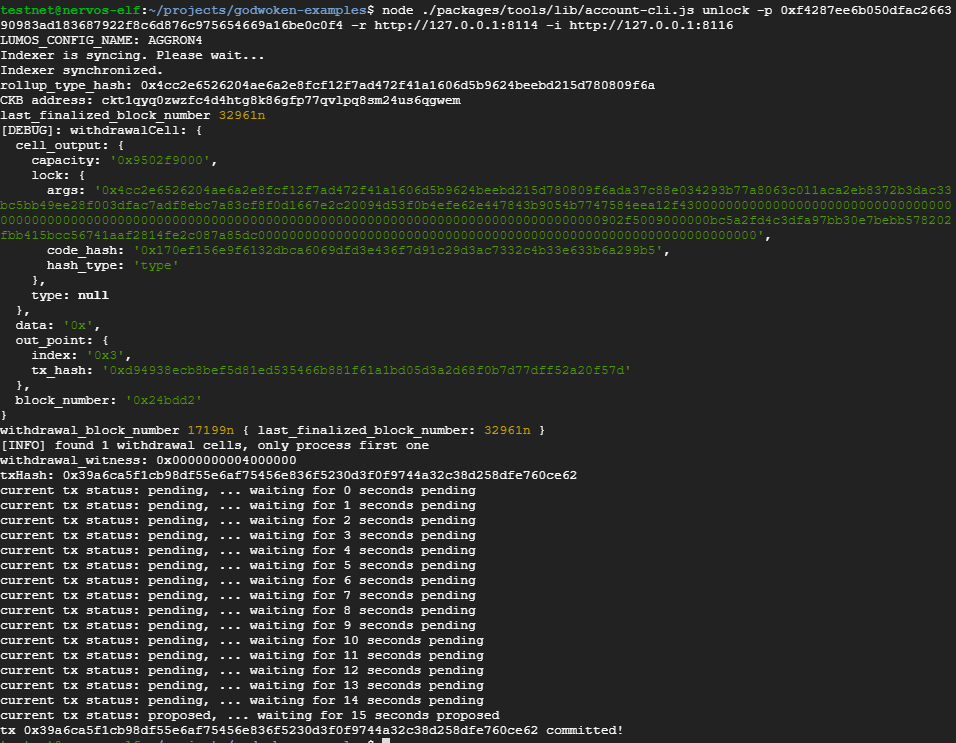 testnet@nervos-elf:~/projects/godwoken-examples$ node ./packages/tools/lib/account-cli.js unlock -p 0xf4287ee6b050dfac2663
90983ad183687922f8c6d876c975654669a16be0c0f4 -r http://127.0.0.1:8114 -i http://127.0.0.1:8116
LUMOS_CONFIG_NAME: AGGRON4
Indexer is syncing. Please wait...
Indexer synchronized.
rollup_type_hash: 0x4cc2e6526204ae6a2e8fcf12f7ad472f41a1606d5b9624beebd215d780809f6a
CKB address: ckt1qyq0zwzfc4d4htg8k86gfp77qvlpq8sm24us6qgwem
last_finalized_block_number 32961n
[DEBUG]: withdrawalCell: {
  cell_output: {
    capacity: '0x9502f9000',
    lock: {
      args: '0x4cc2e6526204ae6a2e8fcf12f7ad472f41a1606d5b9624beebd215d780809f6ada37c88e034293b77a8063c011aca2eb8372b3dac33
bc5bb49ee28f003dfac7adf8ebc7a83cf8f0d1667e2c20094d53f0b4efe62e447843b9054b7747584eea12f43000000000000000000000000000000000
00000000000000000000000000000000000000000000000000000000000000000000000000000902f5009000000bc5a2fd4c3dfa97bb30e7bebb578202
fbb415bcc56741aaf2814fe2c087a85dc0000000000000000000000000000000000000000000000000000000000000000',
      code_hash: '0x170ef156e9f6132dbca6069dfd3e436f7d91c29d3ac7332c4b33e633b6a299b5',
      hash_type: 'type'
    },
    type: null
  },
  data: '0x',
  out_point: {
    index: '0x3',
    tx_hash: '0xd94938ecb8bef5d81ed535466b881f61a1bd05d3a2d68f0b7d77dff52a20f57d'
  },
  block_number: '0x24bdd2'
}
withdrawal_block_number 17199n { last_finalized_block_number: 32961n }
[INFO] found 1 withdrawal cells, only process first one
withdrawal_witness: 0x0000000004000000
txHash: 0x39a6ca5f1cb98df55e6af75456e836f5230d3f0f9744a32c38d258dfe760ce62
current tx status: pending, ... waiting for 0 seconds pending
current tx status: pending, ... waiting for 1 seconds pending
current tx status: pending, ... waiting for 2 seconds pending
current tx status: pending, ... waiting for 3 seconds pending
current tx status: pending, ... waiting for 4 seconds pending
current tx status: pending, ... waiting for 5 seconds pending
current tx status: pending, ... waiting for 6 seconds pending
current tx status: pending, ... waiting for 7 seconds pending
current tx status: pending, ... waiting for 8 seconds pending
current tx status: pending, ... waiting for 9 seconds pending
current tx status: pending, ... waiting for 10 seconds pending
current tx status: pending, ... waiting for 11 seconds pending
current tx status: pending, ... waiting for 12 seconds pending
current tx status: pending, ... waiting for 13 seconds pending
current tx status: pending, ... waiting for 14 seconds pending
current tx status: proposed, ... waiting for 15 seconds proposed
tx 0x39a6ca5f1cb98df55e6af75456e836f5230d3f0f9744a32c38d258dfe760ce62 committed!